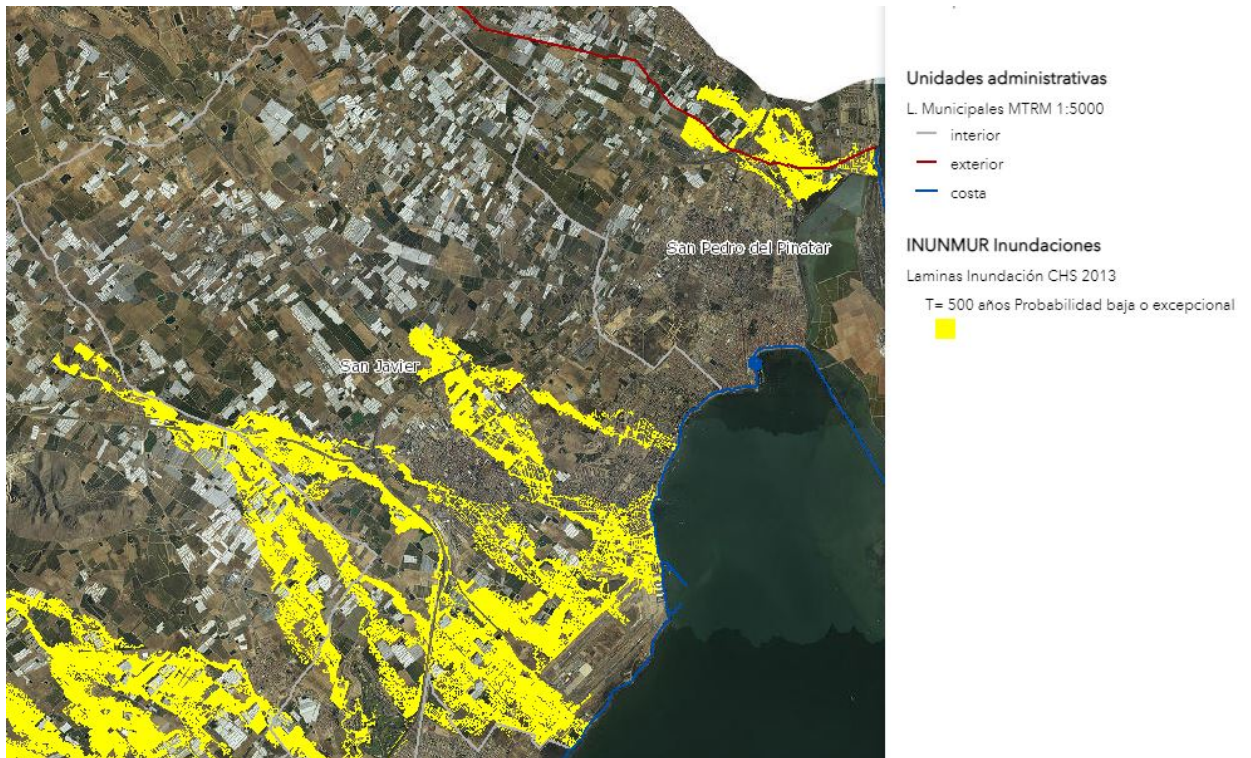 Unidades administrativas
L. Municipales MTRM 1:5000
interior
exterior
costa
INUNMUR Inundaciones
Laminas Inundación CHS 2013
T= 500 años Probabilidad baja o excepcional
San Pedro del Pinatar
San Javier